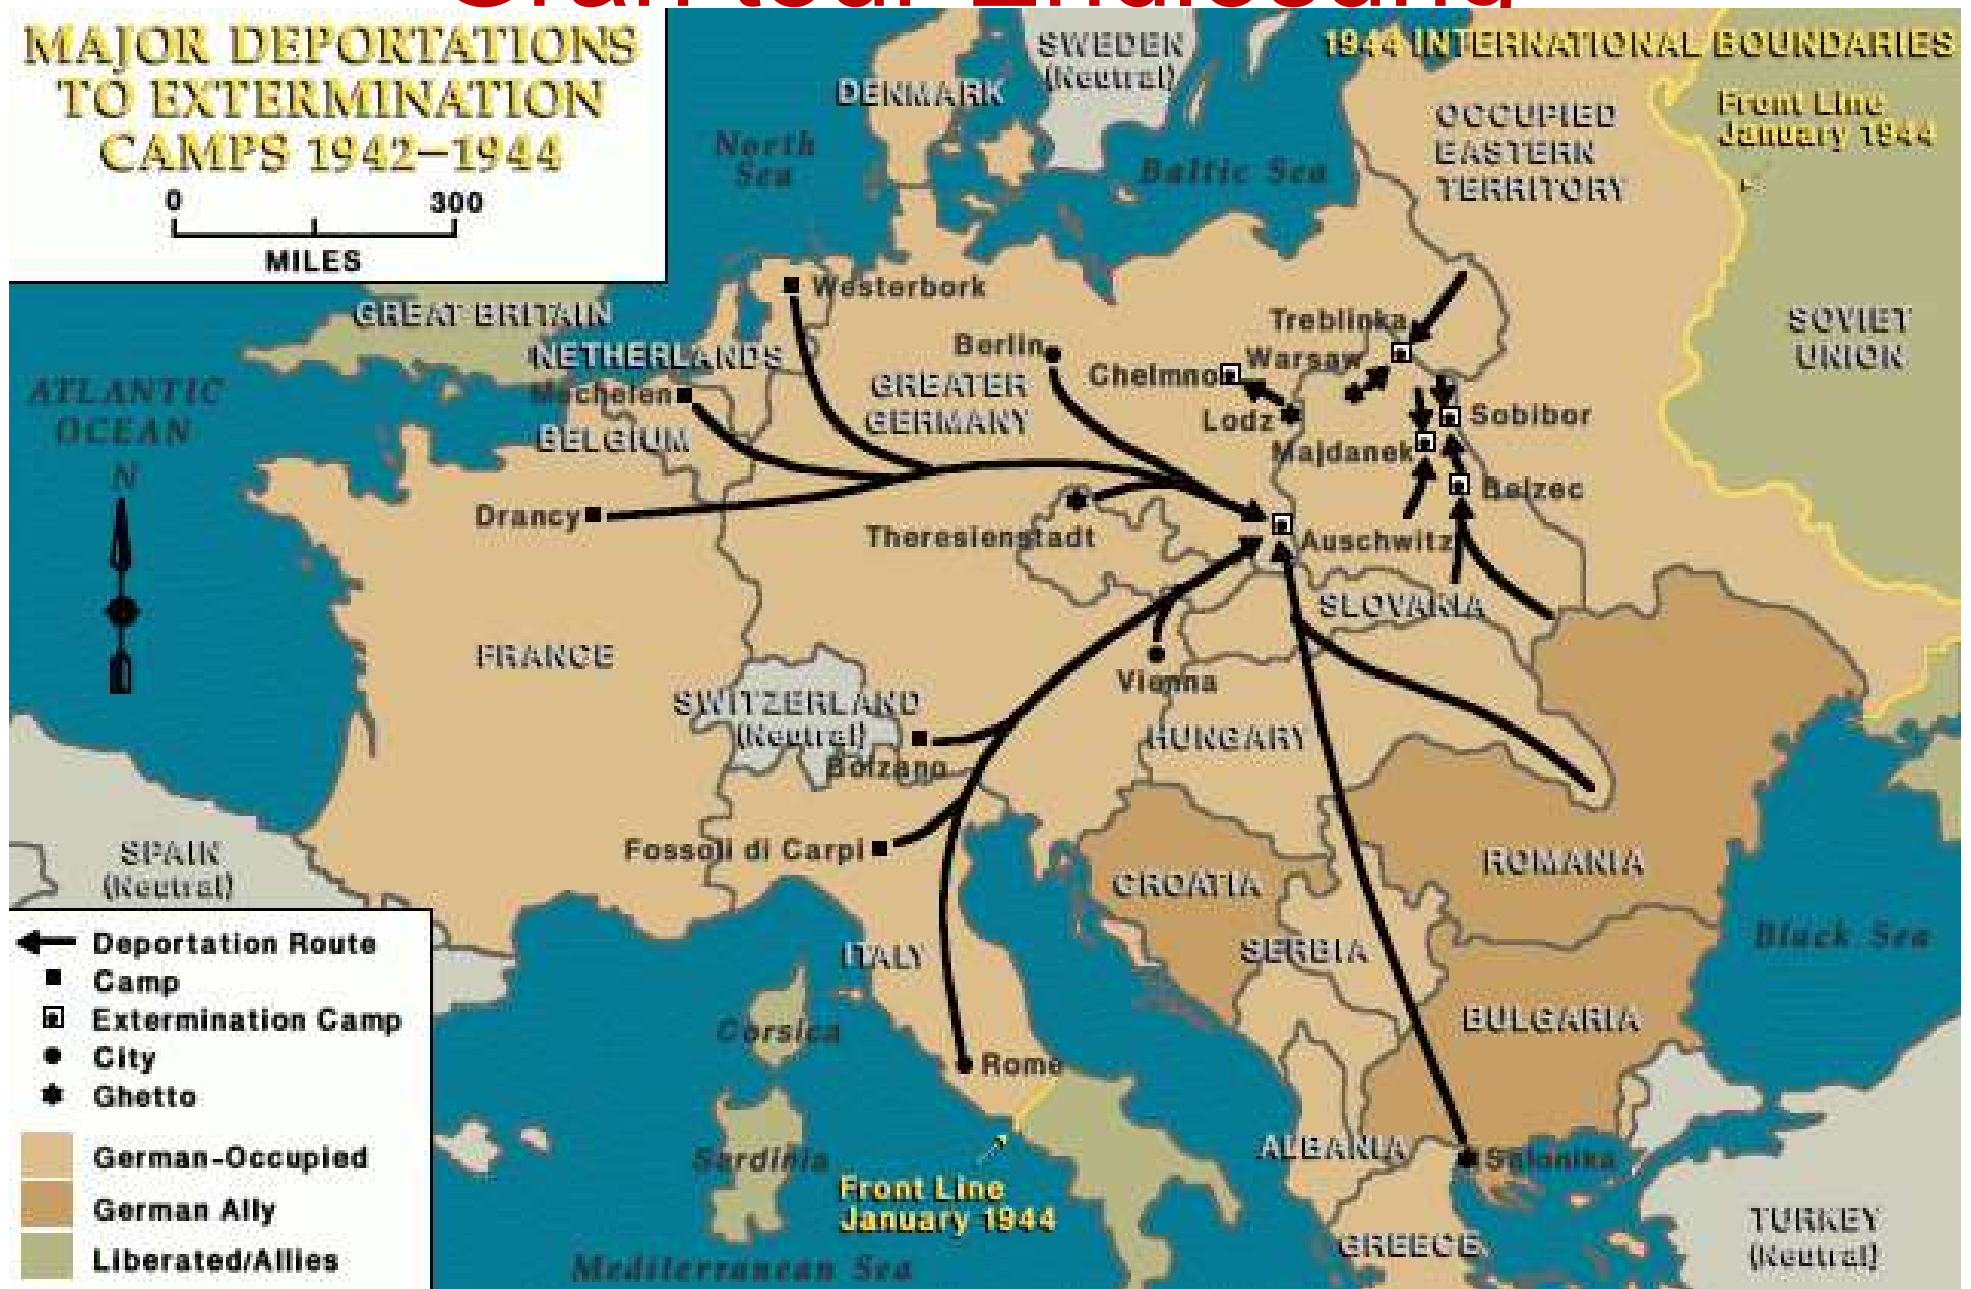 Gran tour Endlösung
MAJOR DEPORTATIONS
TO EXTERMINATION
CAMPS 1942–1944
0 300
MILES
1944 INTERNATIONAL BOUNDARIES
Front Line
January 1944
SWEDEN
(Neutral)
DENMARK
North
Sea
Baltic Sea
OCCUPIED
EASTERN
TERRITORY
SOVIET
UNION
GREAT BRITAIN
NETHERLANDS
Westerbork
Berlin
Treblinka
Warsaw
Chelmno
Lodz
Sobibor
Majdanek
Belzec
ATLANTIC
OCEAN
N
Mechelen
BELGIUM
GREATER
GERMANY
Drancy
Theresienstadt
Auschwitz
SLOVAKIA
FRANCE
Vienna
SWITZERLAND
(Neutral)
Bolzano
HUNGARY
Fossoli di Carpi
SPAIN
(Neutral)
CROATIA
ROMANIA
SERBIA
ITALY
Black Sea
BULGARIA
Corsica
Rome
Sardinia
ALBANIA
Salonika
Front Line
January 1944
GREECE
TURKEY
(Neutral)
Mediterranean Sea
Deportation Route
Camp
Extermination Camp
City
Ghetto
German-Occupied
German Ally
Liberated/Allies